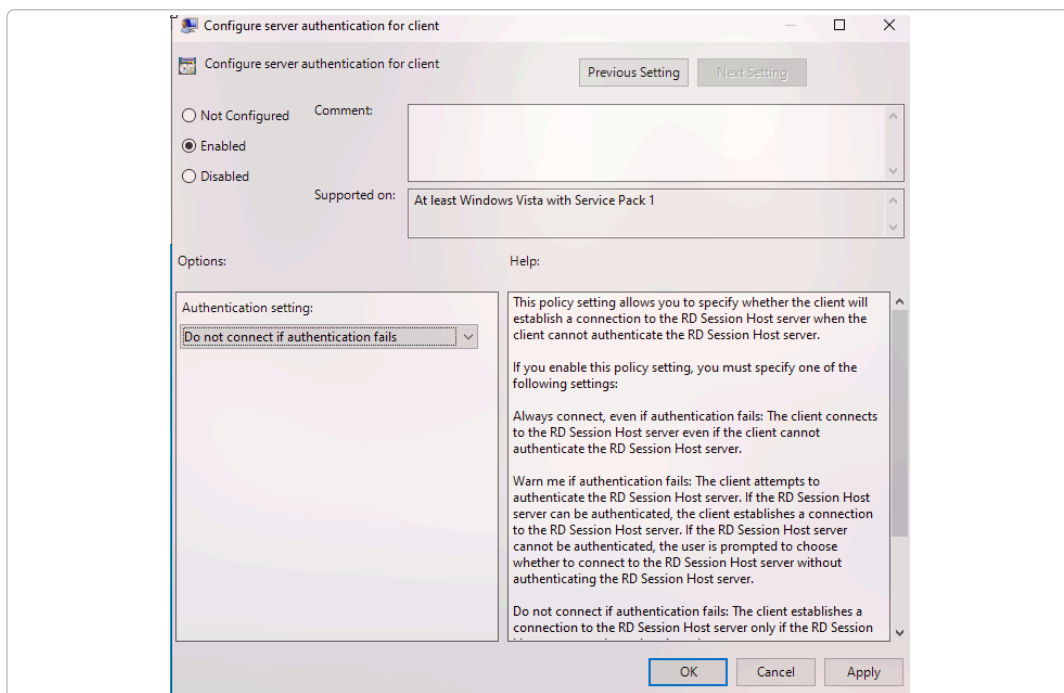 Configure server authentication for client
Configure server authentication for client
Previous Setting
Next Setting
Not Configured
Comment:
Enabled
Disabled
Supported on:
At least Windows Vista with Service Pack 1
Options:
Help:
Authentication setting:
Do not connect if authentication fails
This policy setting allows you to specify whether the client will
establish a connection to the RD Session Host server when the
client cannot authenticate the RD Session Host server.
If you enable this policy setting, you must specify one of the
following settings:
Always connect, even if authentication fails: The client connects
to the RD Session Host server even if the client cannot
authenticate the RD Session Host server.
Warn me if authentication fails: The client attempts to
authenticate the RD Session Host server. If the RD Session Host
server can be authenticated, the client establishes a connection
to the RD Session Host server. If the RD Session Host server
cannot be authenticated, the user is prompted to choose
whether to connect to the RD Session Host server without
authenticating the RD Session Host server.
Do not connect if authentication fails: The client establishes a
connection to the RD Session Host server only if the RD Session
OK
Cancel
Apply